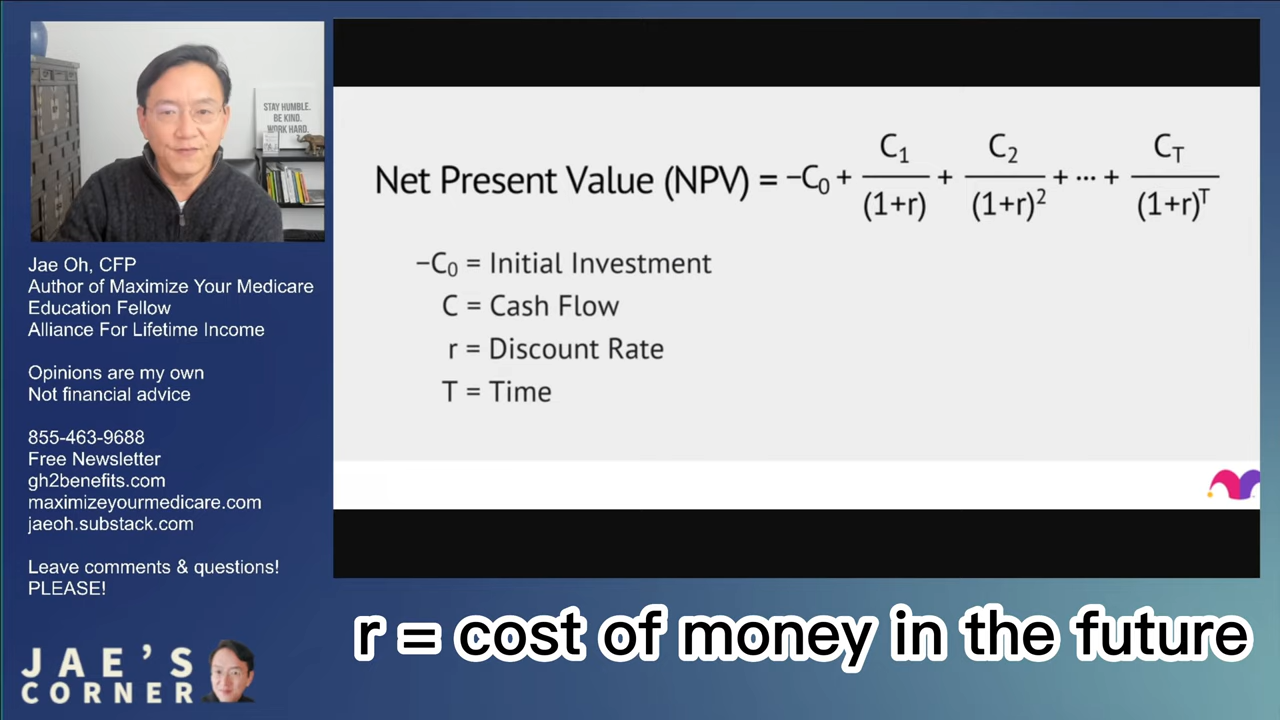 STAY HUMBLE.
BE KIND.
WORK HARD.
Jae Oh, CFP
Author of Maximize Your Medicare
Education Fellow
Alliance For Lifetime Income
Opinions are my own
Not financial advice
855-463-9688
Free Newsletter
gh2benefits.com
maximizeyourmedicare.com
jaeoh.substack.com
Leave comments & questions!
PLEASE!
JAE'S
CORNER
Net Present Value (NPV) = −C₀ + C₁/(1+r) + C₂/(1+r)² + ··· + C_T/(1+r)^T
−C₀ = Initial Investment
C = Cash Flow
r = Discount Rate
T = Time
r = cost of money in the future